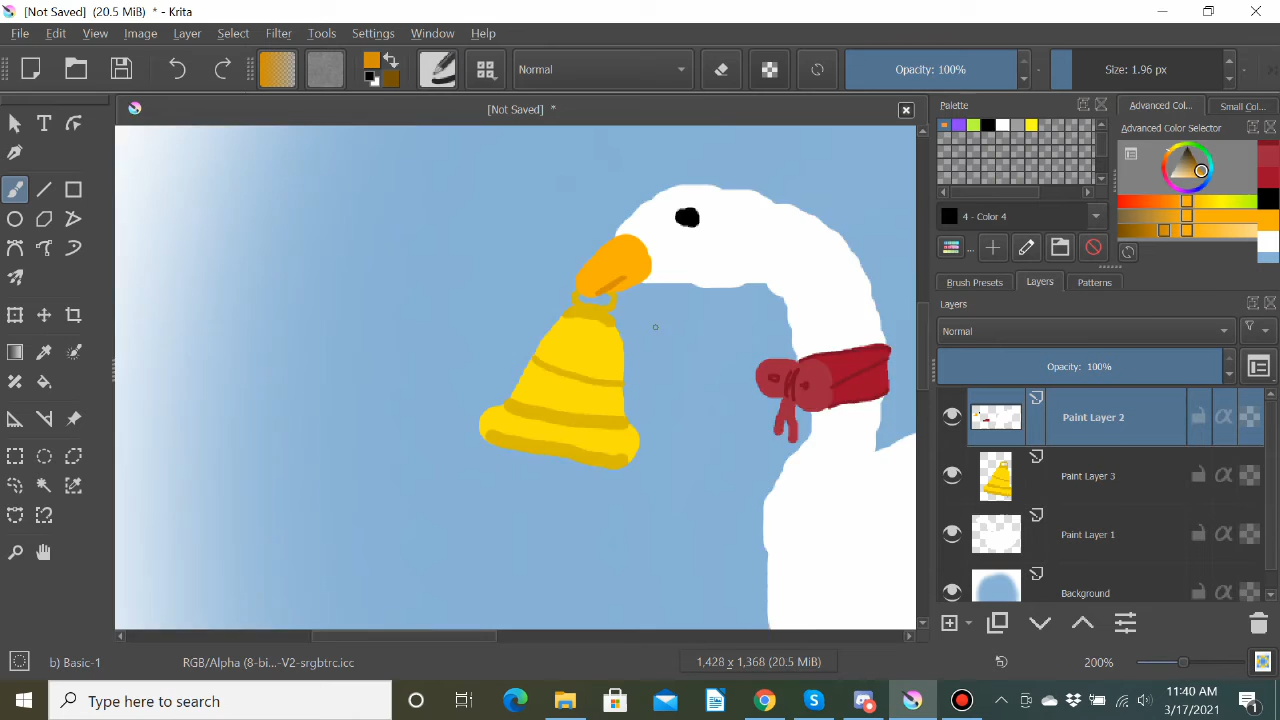 [Not Saved] (20.5 MiB) * - Krita
File Edit View Image Layer Select Filter Tools Settings Window Help
Normal
Opacity: 100%
Size: 1.96 px
[Not Saved] *
Palette
Advanced Col...
Small Col...
Advanced Color Selector
4 - Color 4
...
Brush Presets
Layers
Patterns
Layers
Normal
Opacity: 100%
Paint Layer 2
Paint Layer 3
Paint Layer 1
Background
b) Basic-1
RGB/Alpha (8-bi...-V2-srgbtrc.icc
1,428 x 1,368 (20.5 MiB)
200%
Type here to search
11:40 AM
3/17/2021
1